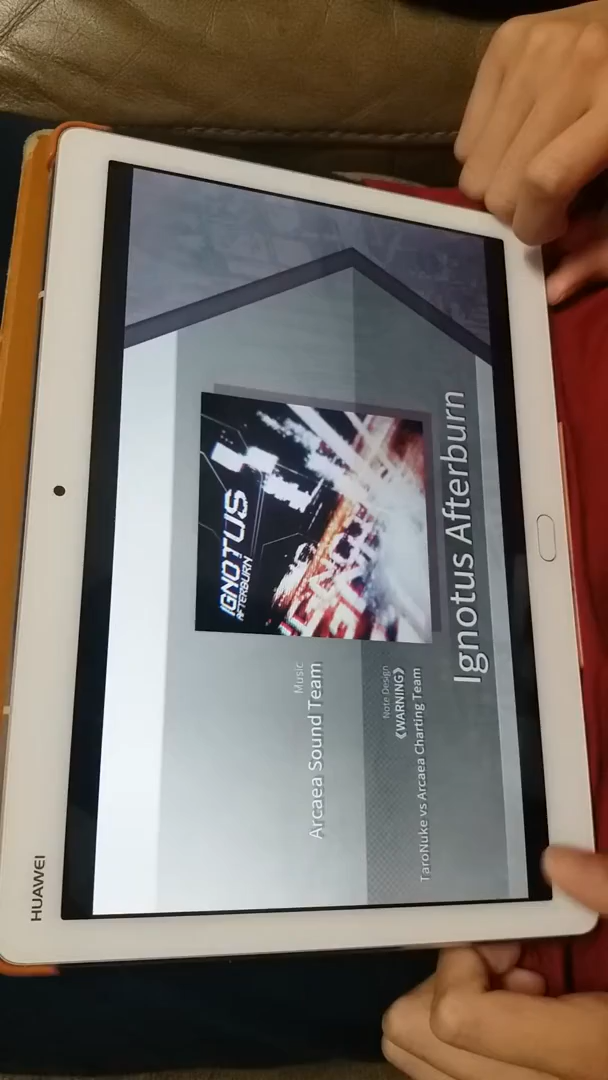 HUAWEI
IGNOTUS
AFTERBURN
Music
Arcaea Sound Team
Note Design
《WARNING》
TaroNuke vs Arcaea Charting Team
Ignotus Afterburn